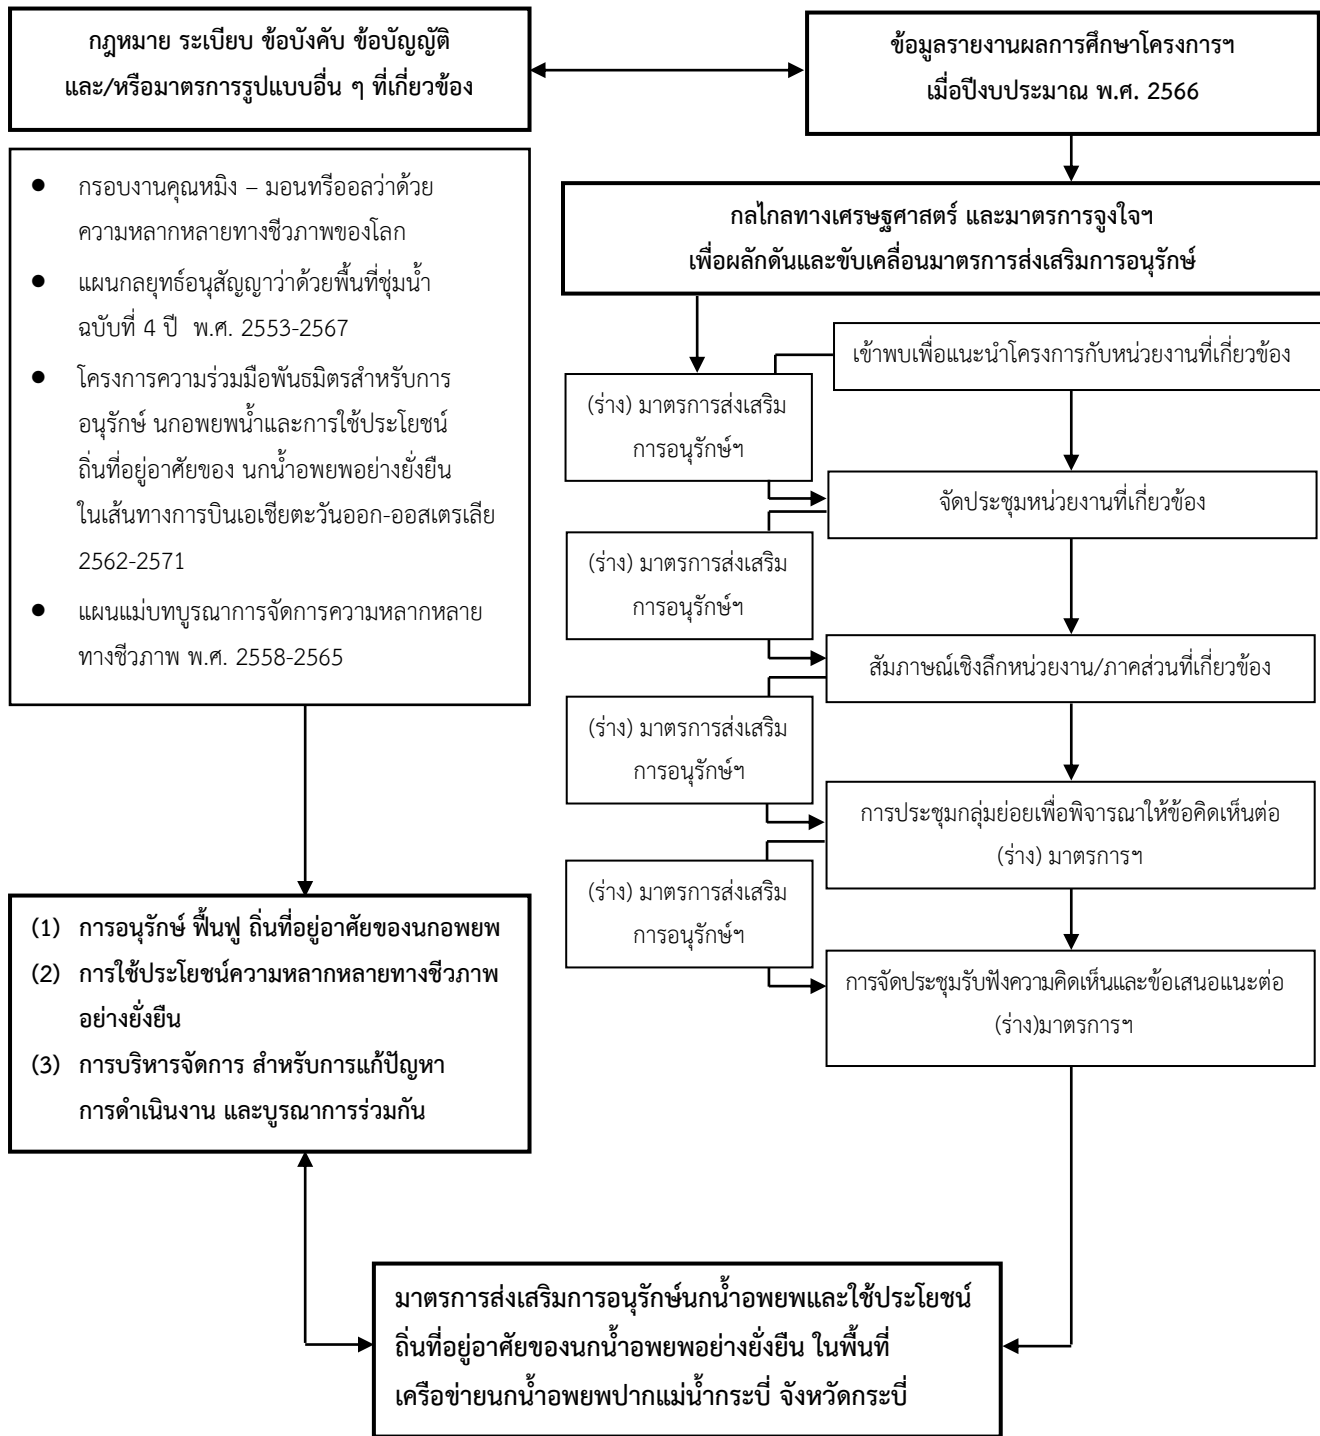 กฎหมาย ระเบียบ ข้อบังคับ ข้อบัญญัติ
และ/หรือมาตรการรูปแบบอื่น ๆ ที่เกี่ยวข้อง
ข้อมูลรายงานผลการศึกษาโครงการฯ
เมื่อปีงบประมาณ พ.ศ. 2566
● กรอบงานคุณหมิง – มอนทรีออลว่าด้วย
ความหลากหลายทางชีวภาพของโลก
● แผนกลยุทธ์อนุสัญญาว่าด้วยพื้นที่ชุ่มน้ำ
ฉบับที่ 4 ปี พ.ศ. 2553-2567
● โครงการความร่วมมือพันธมิตรสำหรับการ
อนุรักษ์ นกอพยพน้ำและการใช้ประโยชน์
ถิ่นที่อยู่อาศัยของ นกน้ำอพยพอย่างยั่งยืน
ในเส้นทางการบินเอเชียตะวันออก-ออสเตรเลีย
2562-2571
● แผนแม่บทบูรณาการจัดการความหลากหลาย
ทางชีวภาพ พ.ศ. 2558-2565
กลไกลทางเศรษฐศาสตร์ และมาตรการจูงใจฯ
เพื่อผลักดันและขับเคลื่อนมาตรการส่งเสริมการอนุรักษ์
เข้าพบเพื่อแนะนำโครงการกับหน่วยงานที่เกี่ยวข้อง
(ร่าง) มาตรการส่งเสริม
การอนุรักษ์ฯ
จัดประชุมหน่วยงานที่เกี่ยวข้อง
(ร่าง) มาตรการส่งเสริม
การอนุรักษ์ฯ
สัมภาษณ์เชิงลึกหน่วยงาน/ภาคส่วนที่เกี่ยวข้อง
(ร่าง) มาตรการส่งเสริม
การอนุรักษ์ฯ
การประชุมกลุ่มย่อยเพื่อพิจารณาให้ข้อคิดเห็นต่อ
(ร่าง) มาตรการฯ
(ร่าง) มาตรการส่งเสริม
การอนุรักษ์ฯ
การจัดประชุมรับฟังความคิดเห็นและข้อเสนอแนะต่อ
(ร่าง)มาตรการฯ
(1) การอนุรักษ์ ฟื้นฟู ถิ่นที่อยู่อาศัยของนกอพยพ
(2) การใช้ประโยชน์ความหลากหลายทางชีวภาพ
อย่างยั่งยืน
(3) การบริหารจัดการ สำหรับการแก้ปัญหา
การดำเนินงาน และบูรณาการร่วมกัน
มาตรการส่งเสริมการอนุรักษ์นกน้ำอพยพและใช้ประโยชน์
ถิ่นที่อยู่อาศัยของนกน้ำอพยพอย่างยั่งยืน ในพื้นที่
เครือข่ายนกน้ำอพยพปากแม่น้ำกระบี่ จังหวัดกระบี่